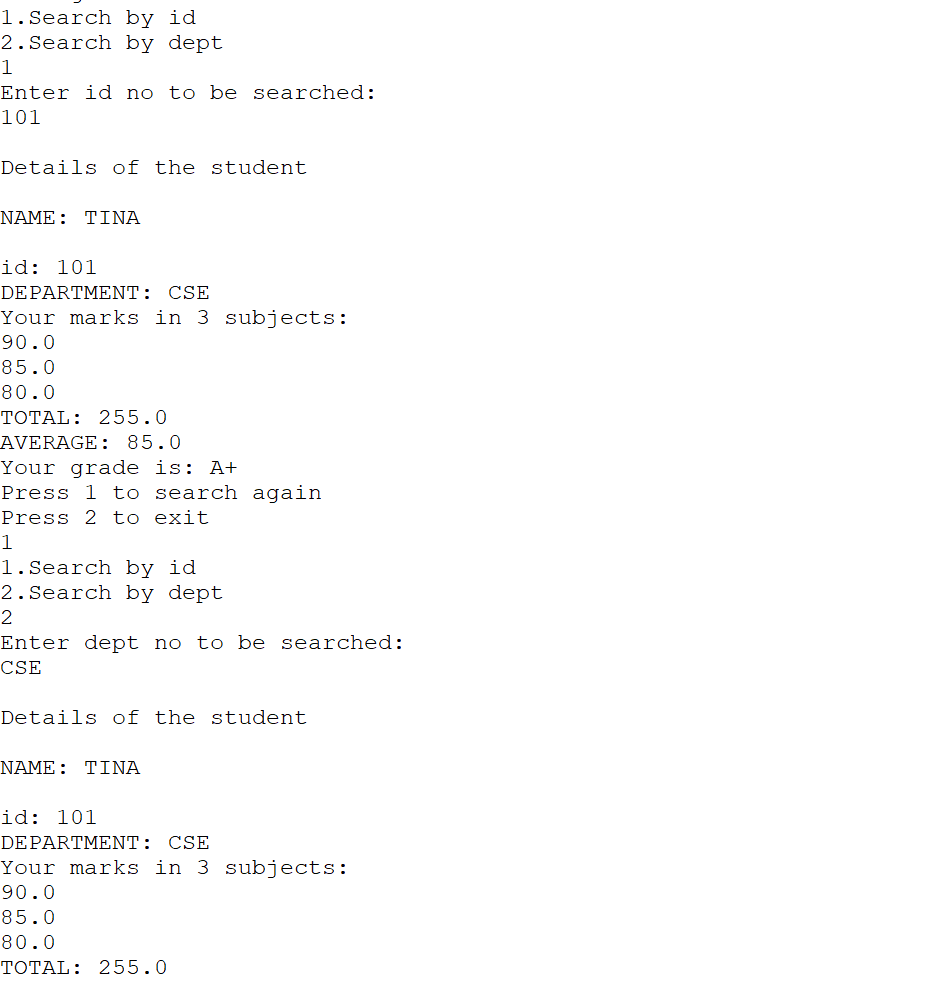 1.Search by id
2.Search by dept
1
Enter id no to be searched:
101
Details of the student
NAME: TINA
id: 101
DEPARTMENT: CSE
Your marks in 3 subjects:
90.0
85.0
80.0
TOTAL: 255.0
AVERAGE: 85.0
Your grade is: A+
Press 1 to search again
Press 2 to exit
1
1.Search by id
2.Search by dept
2
Enter dept no to be searched:
CSE
Details of the student
NAME: TINA
id: 101
DEPARTMENT: CSE
Your marks in 3 subjects:
90.0
85.0
80.0
TOTAL: 255.0